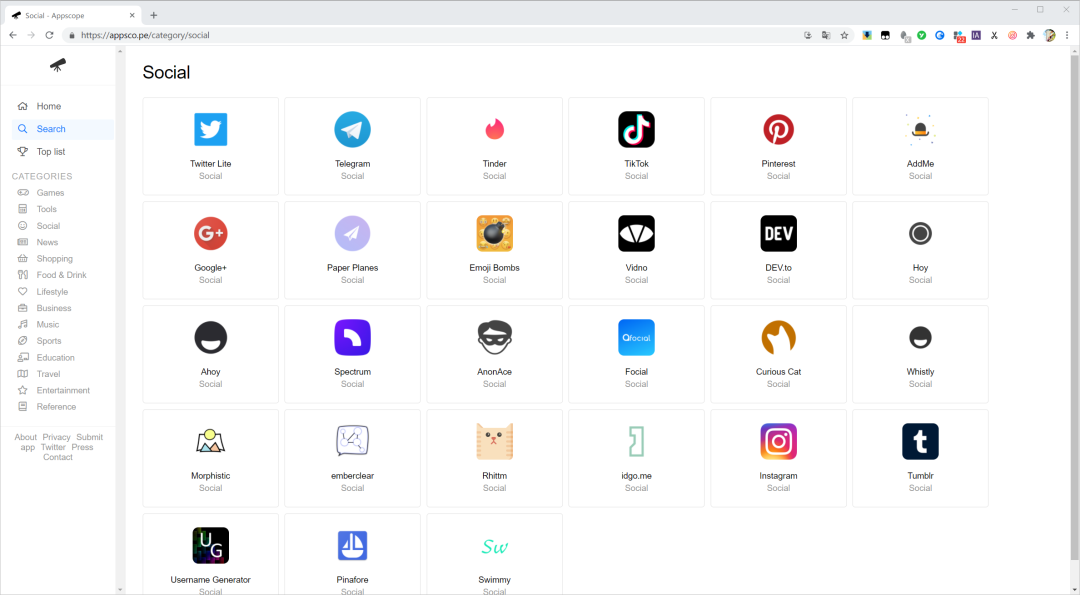 Social - Appscope
https://appsco.pe/category/social
22
IA
Home
Search
Top list
CATEGORIES
Games
Tools
Social
News
Shopping
Food & Drink
Lifestyle
Business
Music
Sports
Education
Travel
Entertainment
Reference
About Privacy Submit
app Twitter Press
Contact
Social
Twitter Lite
Social
Telegram
Social
Tinder
Social
TikTok
Social
Pinterest
Social
AddMe
Social
G+
Google+
Social
Paper Planes
Social
Emoji Bombs
Social
Vidno
Social
DEV
DEV.to
Social
Hoy
Social
Ahoy
Social
Spectrum
Social
AnonAce
Social
Qfocial
Focial
Social
Curious Cat
Social
Whistly
Social
Morphistic
Social
emberclear
Social
Rhittm
Social
idgo.me
Social
Instagram
Social
t
Tumblr
Social
UG
Username Generator
Social
Pinafore
Social
Sw
Swimmy
Social